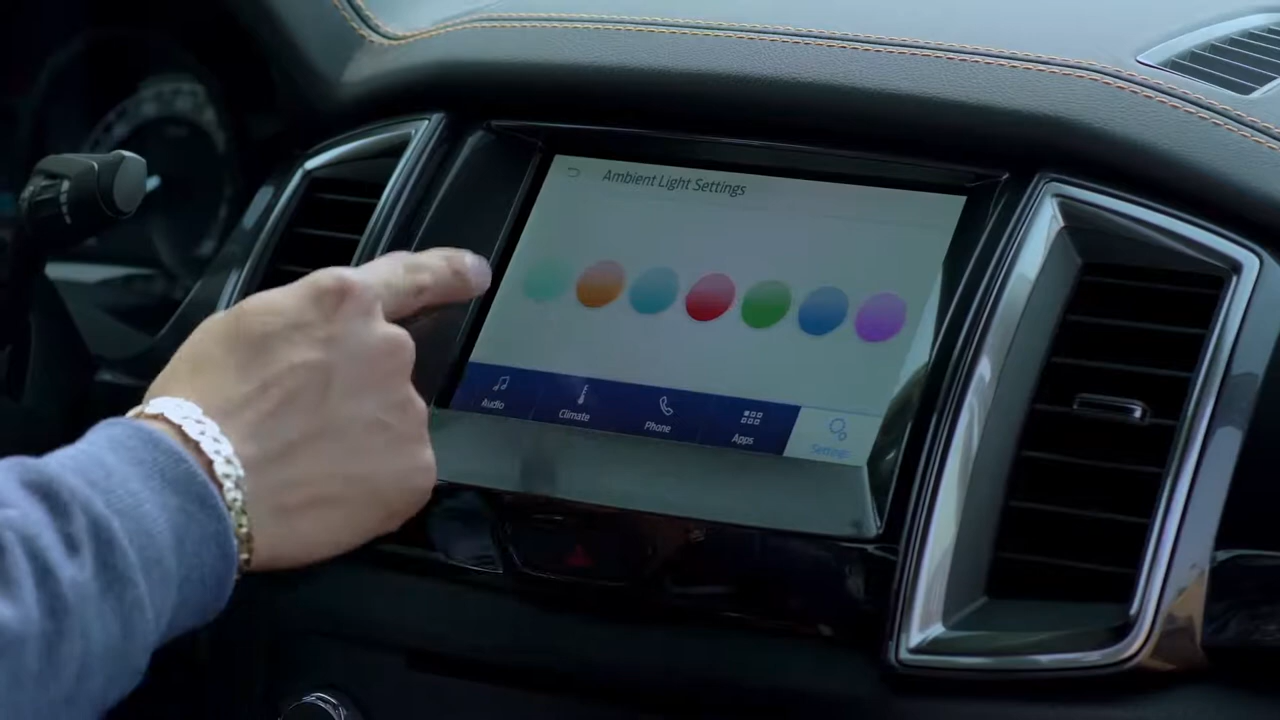 Ambient Light Settings
Audio
Climate
Phone
Apps
Settings